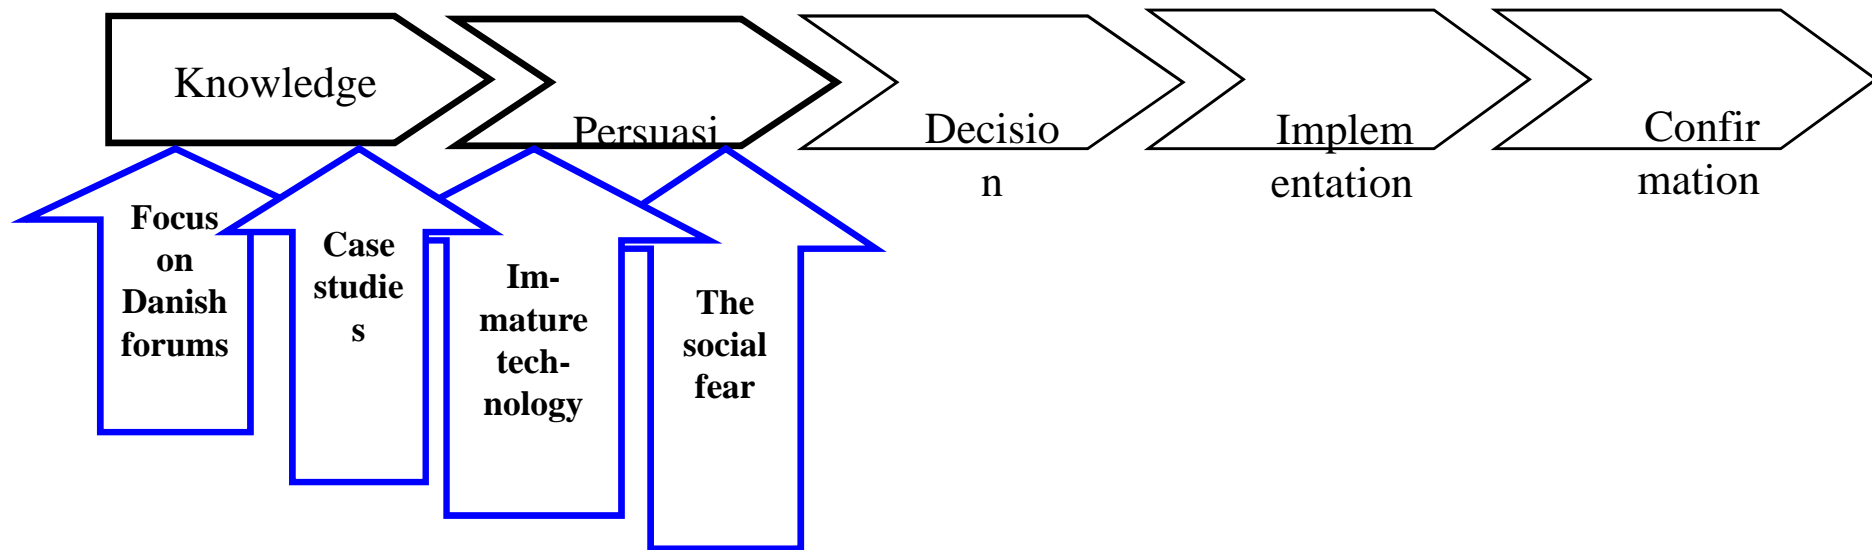 Knowledge
Persuasi
Decisio
n
Implem
entation
Confir
mation
Focus
on
Danish
forums
Case
studie
s
Im-
mature
tech-
nology
The
social
fear